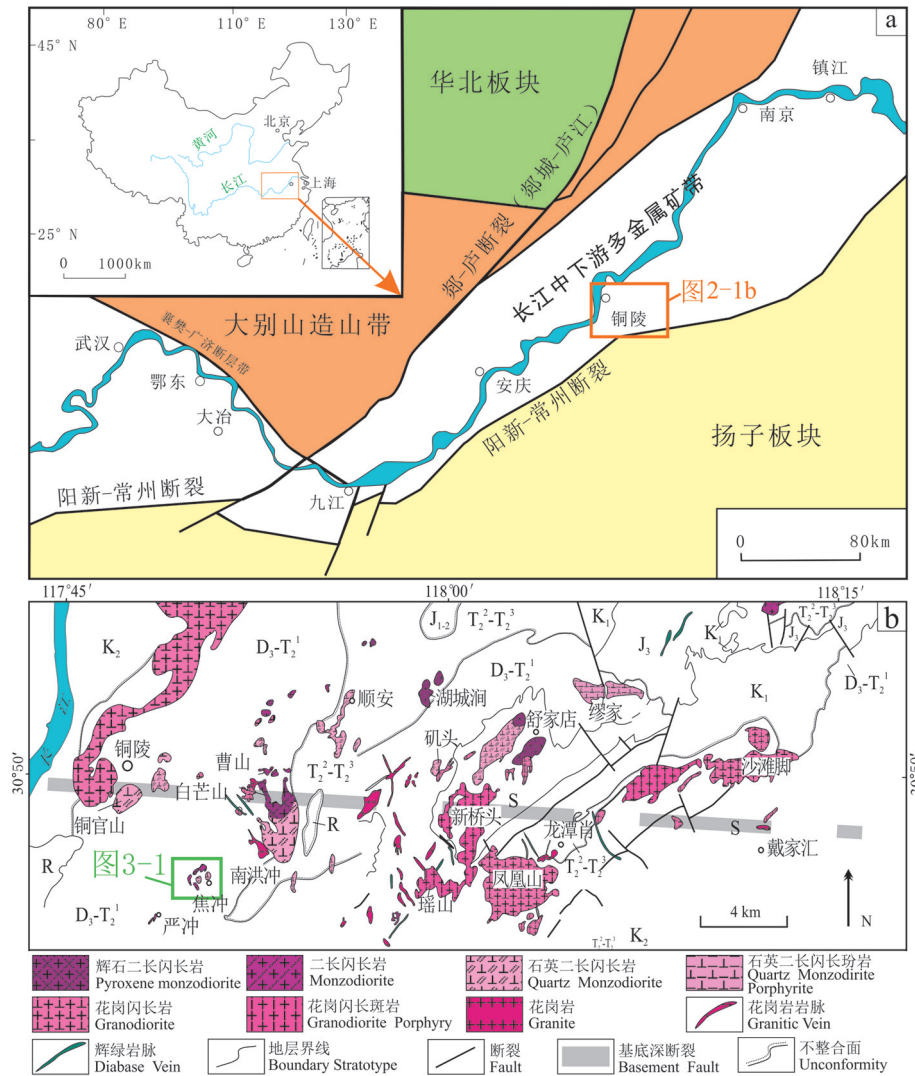 80° E 110° E 130° E
a
45° N
25° N
北京
黄河
长江
上海
0 1000km
华北板块
镇江
南京
郯-庐断裂(郯城-庐江)
长江中下游多金属矿带
图2-1b
铜陵
大别山造山带
襄樊-广济断层带
武汉
鄂东
大冶
安庆
阳新-常州断裂
扬子板块
阳新-常州断裂
九江
0 80km
117°45′ 118°00′ 118°15′
b
K₂
D₃-T₂¹
J₁₋₂
T₂²-T₂³
K₁
J₃
K₁
T₂²-T₂³
J₃
J₃
D₃-T₂¹
顺安
湖城涧
D₃-T₂¹
缪家
K₁
舒家店
铜陵
曹山
T₂²-T₂³
矶头
沙滩脚
30°50′
30°50′
白芒山
铜官山
R
新桥头
S
龙潭肖
S
戴家汇
R
图3-1
南洪冲
凤凰山
T₂²-T₂³
焦冲
瑶山
D₃-T₂¹
严冲
4 km
N
T₂²-T₂³
K₂
辉石二长闪长岩
Pyroxene monzodiorite
二长闪长岩
Monzodiorite
石英二长闪长岩
Quartz Monzodiorite
石英二长闪长玢岩
Quartz Monzodirite
Porphyrite
花岗闪长岩
Granodiorite
花岗闪长斑岩
Granodiorite Porphyry
花岗岩
Granite
花岗岩岩脉
Granitic Vein
辉绿岩脉
Diabase Vein
地层界线
Boundary Stratotype
断裂
Fault
基底深断裂
Basement Fault
不整合面
Unconformity